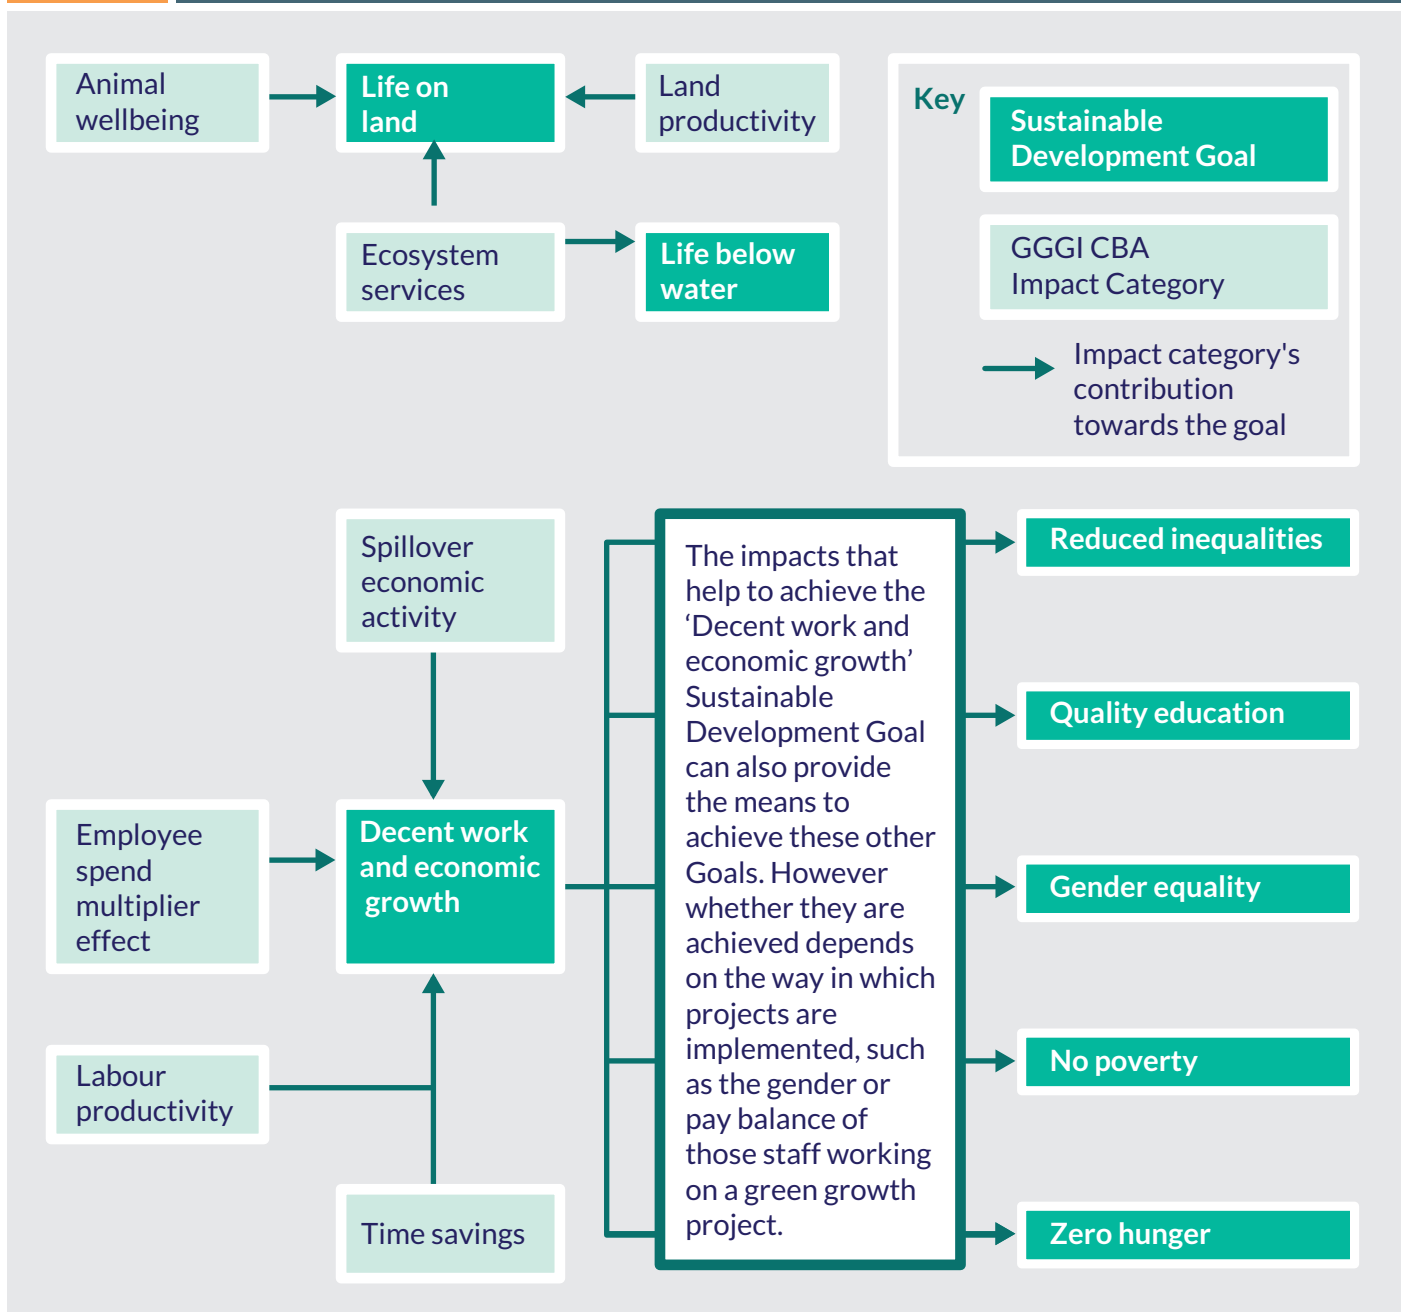 Animal
wellbeing
Life on
land
Land
productivity
Key
Sustainable
Development Goal
Ecosystem
services
Life below
water
GGGI CBA
Impact Category
Impact category's
contribution
towards the goal
Spillover
economic
activity
Employee
spend
multiplier
effect
Decent work
and economic
growth
Labour
productivity
Time savings
The impacts that
help to achieve the
‘Decent work and
economic growth’
Sustainable
Development Goal
can also provide
the means to
achieve these other
Goals. However
whether they are
achieved depends
on the way in which
projects are
implemented, such
as the gender or
pay balance of
those staff working
on a green growth
project.
Reduced inequalities
Quality education
Gender equality
No poverty
Zero hunger